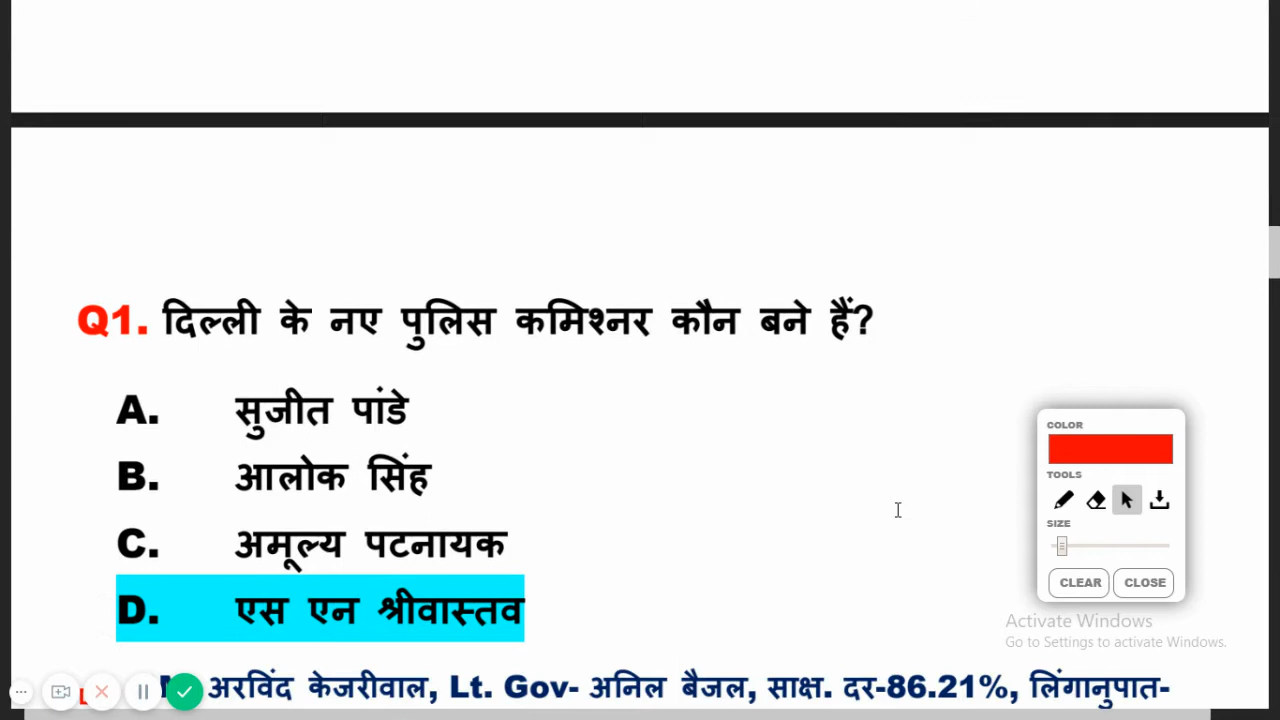 Q1. दिल्ली के नए पुलिस कमिश्नर कौन बने हैं?
A. सुजीत पांडे
B. आलोक सिंह
C. अमूल्य पटनायक
D. एस एन श्रीवास्तव
अरविंद केजरीवाल, Lt. Gov- अनिल बैजल, साक्ष. दर-86.21%, लिंगानुपात-
COLOR
TOOLS
SIZE
CLEAR CLOSE
Activate Windows
Go to Settings to activate Windows.